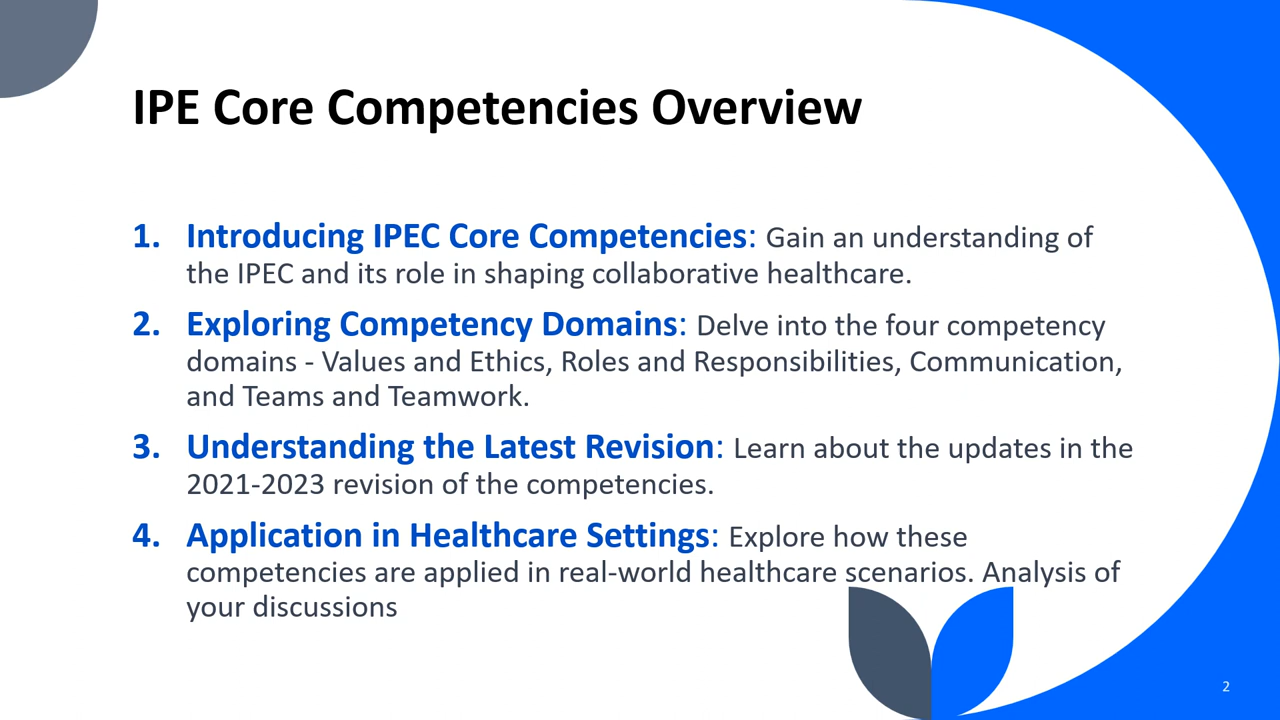 IPE Core Competencies Overview
1. Introducing IPEC Core Competencies: Gain an understanding of
the IPEC and its role in shaping collaborative healthcare.
2. Exploring Competency Domains: Delve into the four competency
domains - Values and Ethics, Roles and Responsibilities, Communication,
and Teams and Teamwork.
3. Understanding the Latest Revision: Learn about the updates in the
2021-2023 revision of the competencies.
4. Application in Healthcare Settings: Explore how these
competencies are applied in real-world healthcare scenarios. Analysis of
your discussions
2